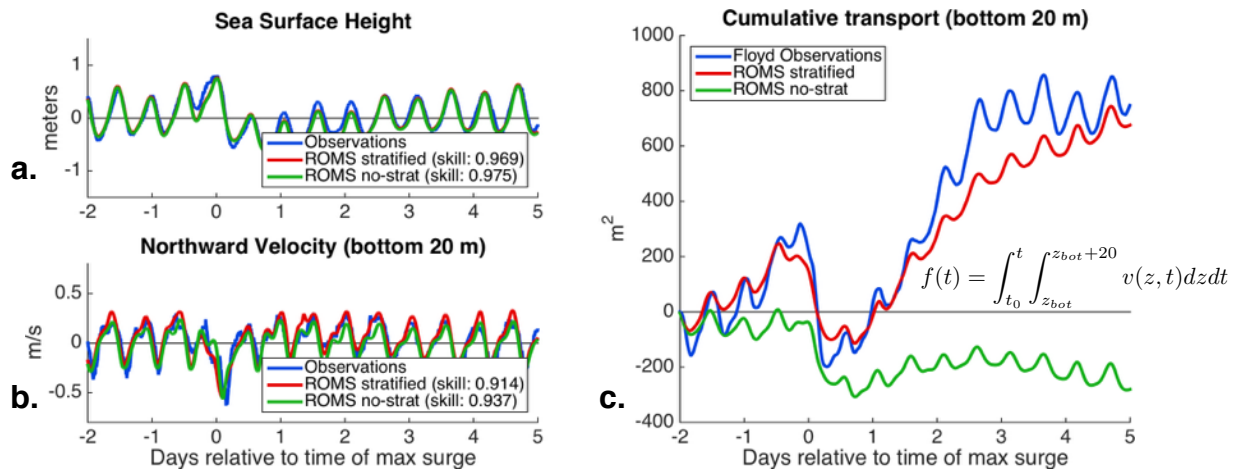 Sea Surface Height
meters
1
0
-1
-2 -1 0 1 2 3 4 5
Observations
ROMS stratified (skill: 0.969)
ROMS no-strat (skill: 0.975)
a.
Northward Velocity (bottom 20 m)
m/s
0.5
0
-0.5
-2 -1 0 1 2 3 4 5
Observations
ROMS stratified (skill: 0.914)
ROMS no-strat (skill: 0.937)
b.
Days relative to time of max surge
Cumulative transport (bottom 20 m)
m²
1000
800
600
400
200
0
-200
-400
-2 -1 0 1 2 3 4 5
Floyd Observations
ROMS stratified
ROMS no-strat
f(t) = ∫_{t_0}^{t} ∫_{z_{bot}}^{z_{bot}+20} v(z, t)dzdt
c.
Days relative to time of max surge